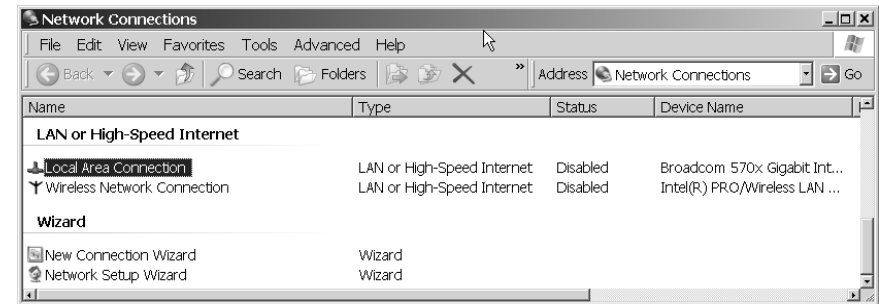 Network Connections
File Edit View Favorites Tools Advanced Help
Back Search Folders » Address Network Connections Go
Name Type Status Device Name
LAN or High-Speed Internet
Local Area Connection LAN or High-Speed Internet Disabled Broadcom 570x Gigabit Int...
Wireless Network Connection LAN or High-Speed Internet Disabled Intel(R) PRO/Wireless LAN ...
Wizard
New Connection Wizard Wizard
Network Setup Wizard Wizard